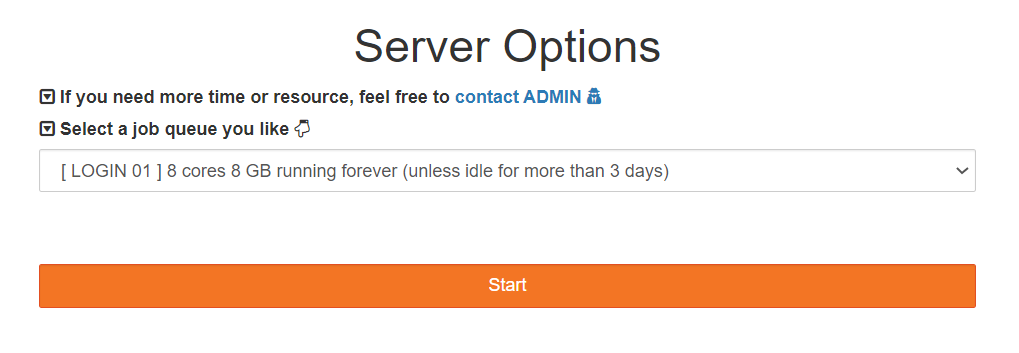 Server Options
If you need more time or resource, feel free to contact ADMIN
Select a job queue you like
[ LOGIN 01 ] 8 cores 8 GB running forever (unless idle for more than 3 days)
Start